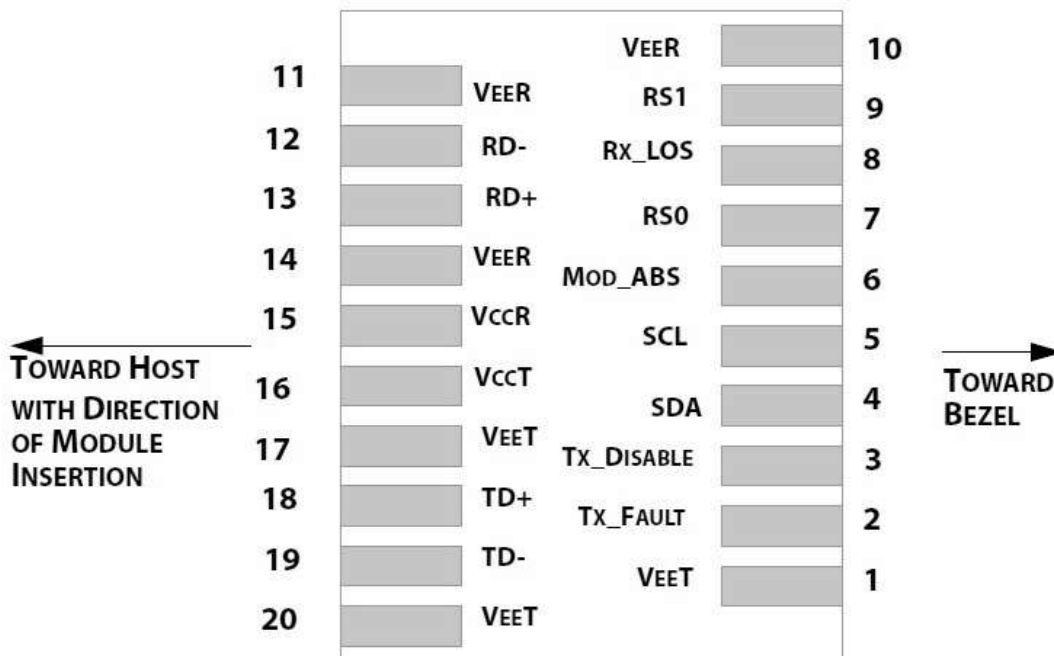 VEER 10
11 VEER
RS1 9
12 RD-
RX_LOS 8
13 RD+
RS0 7
14 VEER
MOD_ABS 6
15 VCCR
SCL 5
TOWARD HOST
WITH DIRECTION
OF MODULE
INSERTION
16 VCCT
SDA 4
TOWARD
BEZEL
17 VEET
TX_DISABLE 3
18 TD+
TX_FAULT 2
19 TD-
VEET 1
20 VEET